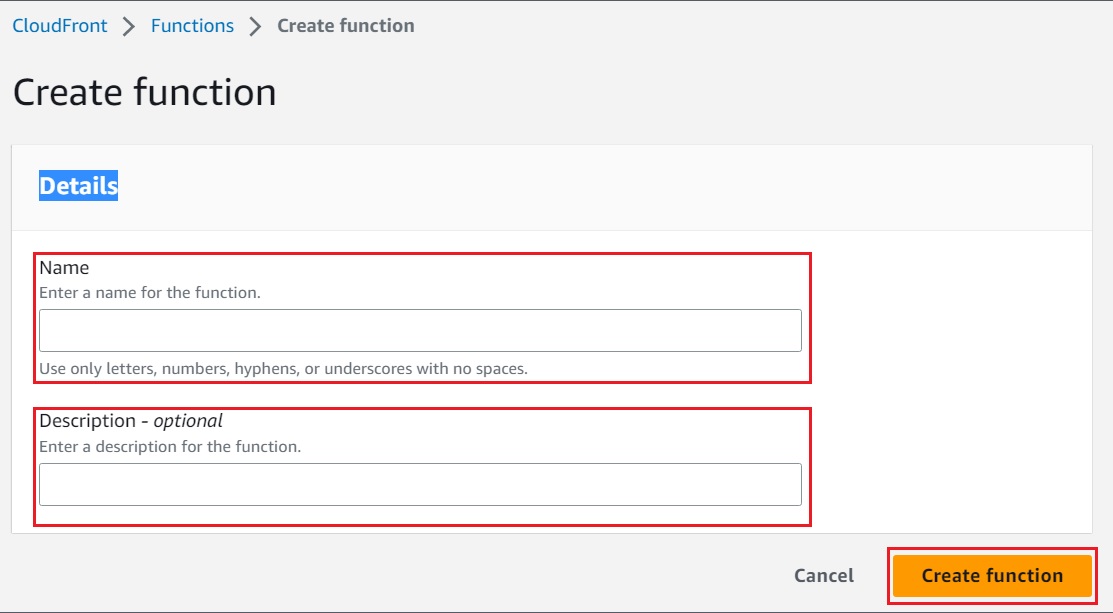 CloudFront > Functions > Create function
Create function
Details
Name
Enter a name for the function.
Use only letters, numbers, hyphens, or underscores with no spaces.
Description - optional
Enter a description for the function.
Cancel Create function